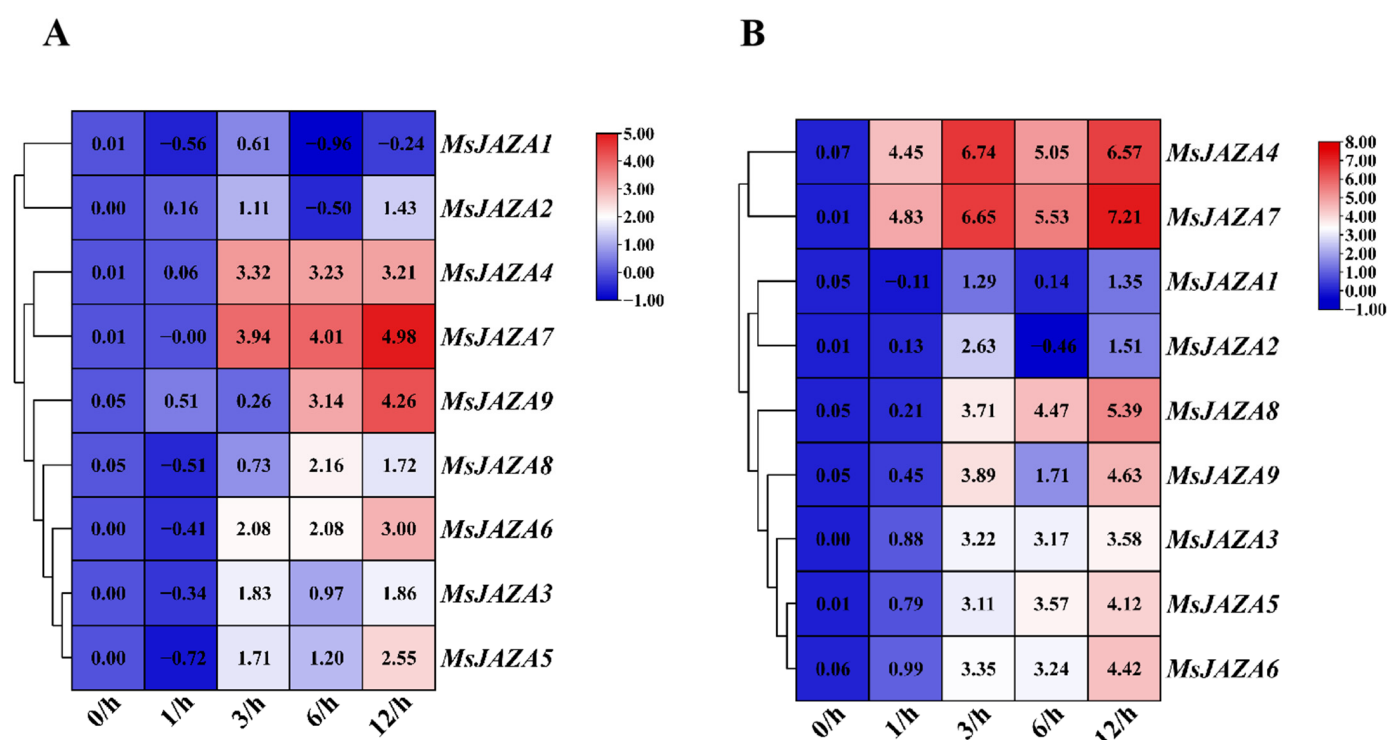 A
0.01 −0.56 0.61 −0.96 −0.24 MsJAZA1
0.00 0.16 1.11 −0.50 1.43 MsJAZA2
0.01 0.06 3.32 3.23 3.21 MsJAZA4
0.01 −0.00 3.94 4.01 4.98 MsJAZA7
0.05 0.51 0.26 3.14 4.26 MsJAZA9
0.05 −0.51 0.73 2.16 1.72 MsJAZA8
0.00 −0.41 2.08 2.08 3.00 MsJAZA6
0.00 −0.34 1.83 0.97 1.86 MsJAZA3
0.00 −0.72 1.71 1.20 2.55 MsJAZA5
0/h 1/h 3/h 6/h 12/h
5.00
4.00
3.00
2.00
1.00
0.00
−1.00
B
0.07 4.45 6.74 5.05 6.57 MsJAZA4
0.01 4.83 6.65 5.53 7.21 MsJAZA7
0.05 −0.11 1.29 0.14 1.35 MsJAZA1
0.01 0.13 2.63 −0.46 1.51 MsJAZA2
0.05 0.21 3.71 4.47 5.39 MsJAZA8
0.05 0.45 3.89 1.71 4.63 MsJAZA9
0.00 0.88 3.22 3.17 3.58 MsJAZA3
0.01 0.79 3.11 3.57 4.12 MsJAZA5
0.06 0.99 3.35 3.24 4.42 MsJAZA6
0/h 1/h 3/h 6/h 12/h
8.00
7.00
6.00
5.00
4.00
3.00
2.00
1.00
0.00
−1.00